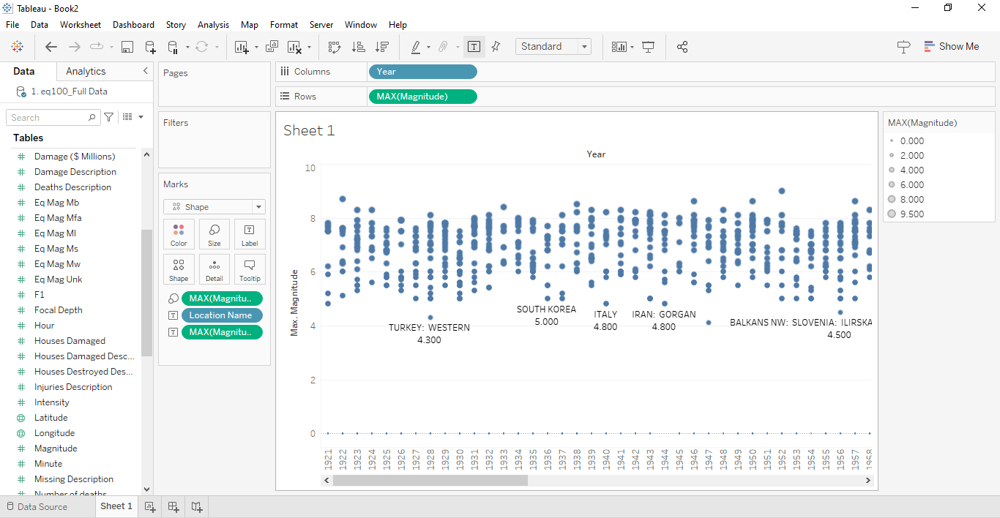 Tableau - Book2
File Data Worksheet Dashboard Story Analysis Map Format Server Window Help
Standard
Show Me
Data Analytics
1. eq100_Full Data
Search
Tables
Damage ($ Millions)
Damage Description
Deaths Description
Eq Mag Mb
Eq Mag Mfa
Eq Mag Ml
Eq Mag Ms
Eq Mag Mw
Eq Mag Unk
F1
Focal Depth
Hour
Houses Damaged
Houses Damaged Desc...
Houses Destroyed Des...
Injuries Description
Intensity
Latitude
Longitude
Magnitude
Minute
Missing Description
Number of deaths
Pages
Filters
Marks
Shape
Color Size Label
Shape Detail Tooltip
MAX(Magnitu..
Location Name
MAX(Magnitu..
Columns Year
Rows MAX(Magnitude)
Sheet 1
Year
Max. Magnitude
10
8
6
4
2
0
TURKEY: WESTERN
4.300
SOUTH KOREA
5.000
ITALY
4.800
IRAN: GORGAN
4.800
BALKANS NW: SLOVENIA: ILIRSKA
4.500
1921 1922 1923 1924 1925 1926 1927 1928 1929 1930 1931 1932 1933 1934 1935 1936 1937 1938 1939 1940 1941 1942 1943 1944 1945 1946 1947 1948 1949 1950 1951 1952 1953 1954 1955 1956 1957 1958
MAX(Magnitude)
0.000
2.000
4.000
6.000
8.000
9.500
Data Source Sheet 1